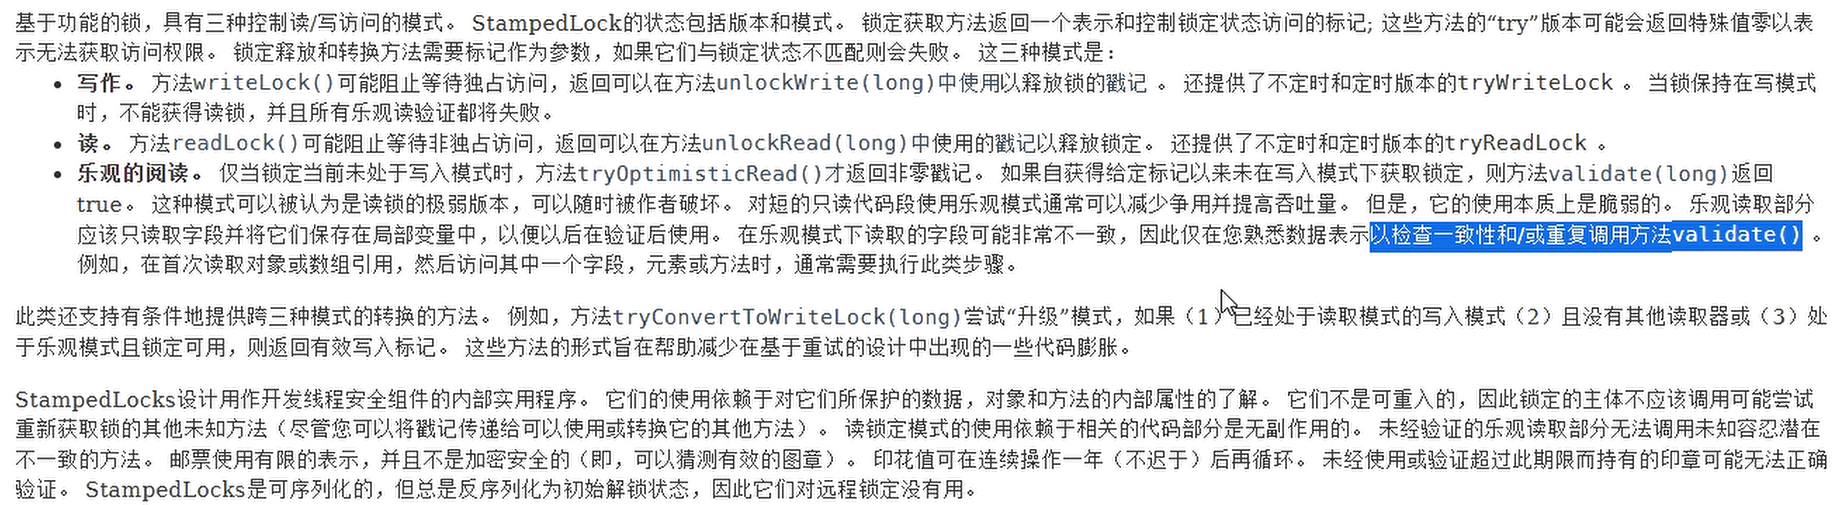 基于功能的锁，具有三种控制读/写访问的模式。 StampedLock的状态包括版本和模式。 锁定获取方法返回一个表示和控制锁定状态访问的标记; 这些方法的“try”版本可能会返回特殊值零以表
示无法获取访问权限。 锁定释放和转换方法需要标记作为参数，如果它们与锁定状态不匹配则会失败。 这三种模式是：
• 写作。 方法writeLock()可能阻止等待独占访问，返回可以在方法unlockWrite(long)中使用以释放锁的戳记 。 还提供了不定时和定时版本的tryWriteLock 。 当锁保持在写模式
时，不能获得读锁，并且所有乐观读验证都将失败。
• 读。 方法readLock()可能阻止等待非独占访问，返回可以在方法unlockRead(long)中使用的戳记以释放锁定。 还提供了不定时和定时版本的tryReadLock 。
• 乐观的阅读。 仅当锁定当前未处于写入模式时，方法tryOptimisticRead()才返回非零戳记。 如果自获得给定标记以来未在写入模式下获取锁定，则方法validate(long)返回
true。 这种模式可以被认为是读锁的极弱版本，可以随时被作者破坏。 对短的只读代码段使用乐观模式通常可以减少争用并提高吞吐量。 但是，它的使用本质上是脆弱的。 乐观读取部分
应该只读取字段并将它们保存在局部变量中，以便以后在验证后使用。 在乐观模式下读取的字段可能非常不一致，因此仅在您熟悉数据表示以检查一致性和/或重复调用方法validate() 。
例如，在首次读取对象或数组引用，然后访问其中一个字段，元素或方法时，通常需要执行此类步骤。
此类还支持有条件地提供跨三种模式的转换的方法。 例如，方法tryConvertToWriteLock(long)尝试“升级”模式，如果（1）已经处于读取模式的写入模式（2）且没有其他读取器或（3）处
于乐观模式且锁定可用，则返回有效写入标记。 这些方法的形式旨在帮助减少在基于重试的设计中出现的一些代码膨胀。
StampedLocks设计用作开发线程安全组件的内部实用程序。 它们的使用依赖于对它们所保护的数据，对象和方法的内部属性的了解。 它们不是可重入的，因此锁定的主体不应该调用可能尝试
重新获取锁的其他未知方法（尽管您可以将戳记传递给可以使用或转换它的其他方法）。 读锁定模式的使用依赖于相关的代码部分是无副作用的。 未经验证的乐观读取部分无法调用未知容忍潜在
不一致的方法。 邮票使用有限的表示，并且不是加密安全的（即，可以猜测有效的图章）。 印花值可在连续操作一年（不迟于）后再循环。 未经使用或验证超过此期限而持有的印章可能无法正确
验证。 StampedLocks是可序列化的，但总是反序列化为初始解锁状态，因此它们对远程锁定没有用。